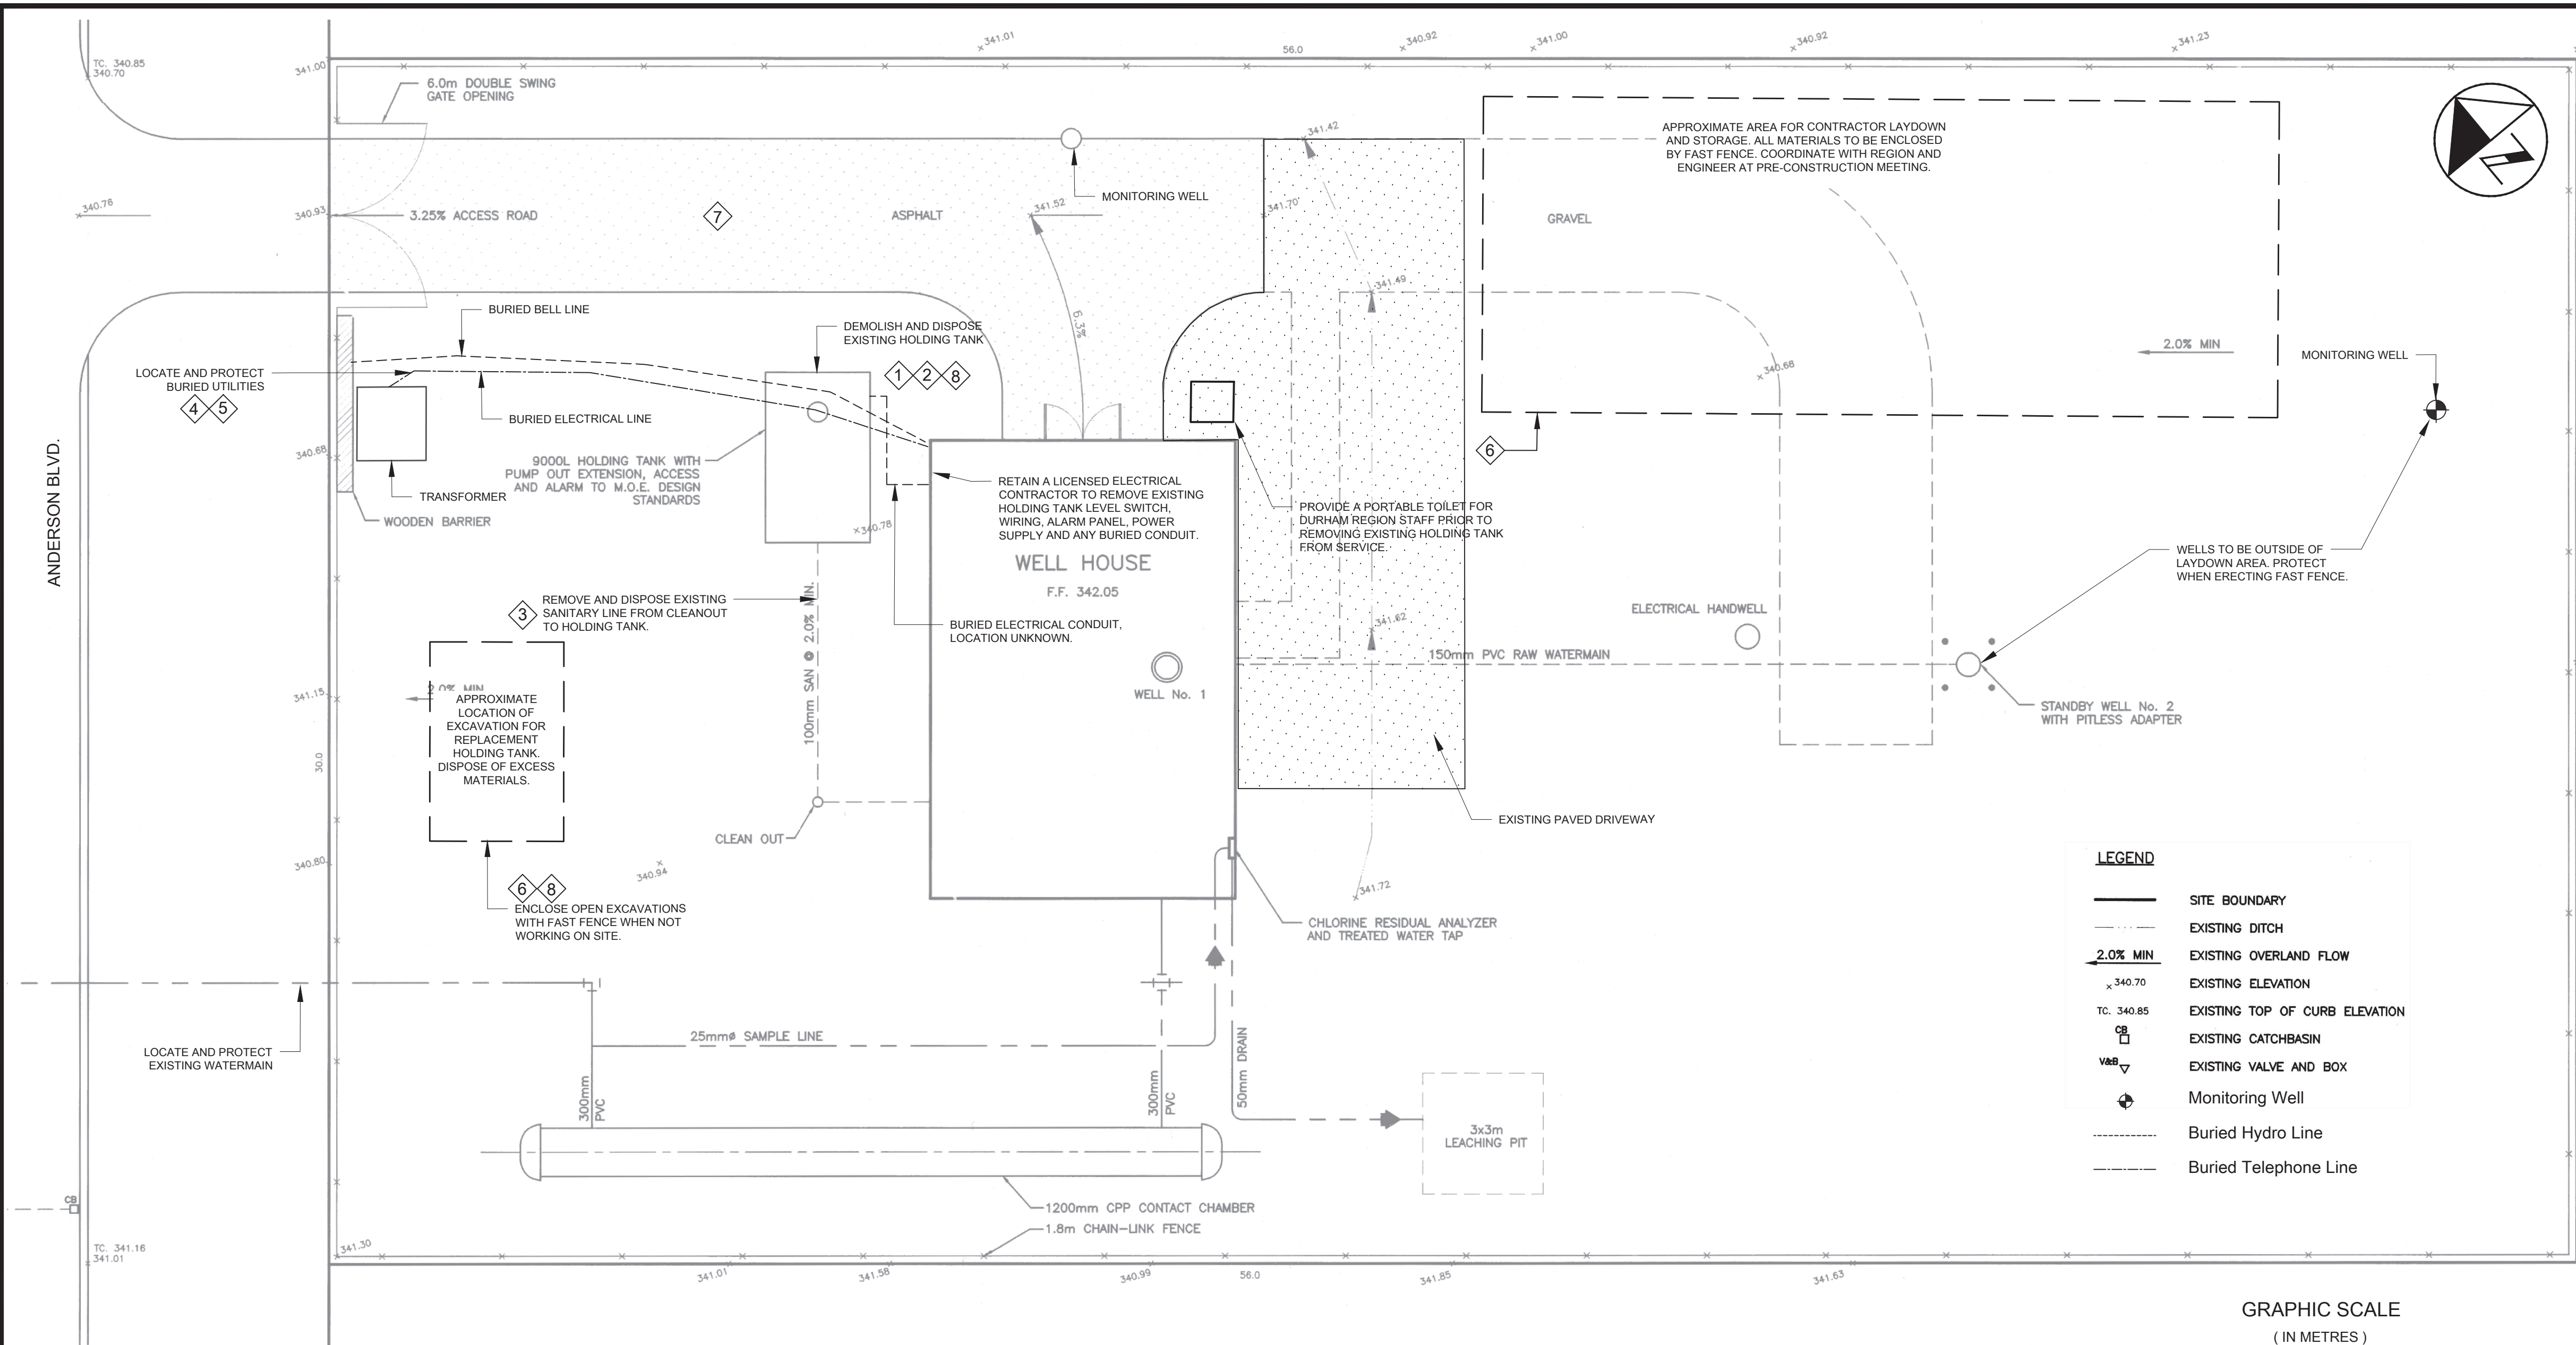 341.01
56.0
340.92
341.00
340.92
341.23
TC. 340.85
340.70
341.00
6.0m DOUBLE SWING
GATE OPENING
341.42
APPROXIMATE AREA FOR CONTRACTOR LAYDOWN
AND STORAGE. ALL MATERIALS TO BE ENCLOSED
BY FAST FENCE. COORDINATE WITH REGION AND
ENGINEER AT PRE-CONSTRUCTION MEETING.
MONITORING WELL
340.76
340.93
3.25% ACCESS ROAD
7
ASPHALT
341.52
341.70
GRAVEL
341.49
BURIED BELL LINE
6.3%
DEMOLISH AND DISPOSE
EXISTING HOLDING TANK
1 2 8
2.0% MIN
MONITORING WELL
340.68
LOCATE AND PROTECT
BURIED UTILITIES
4 5
BURIED ELECTRICAL LINE
6
ANDERSON BLVD.
340.68
9000L HOLDING TANK WITH
PUMP OUT EXTENSION, ACCESS
AND ALARM TO M.O.E. DESIGN
STANDARDS
TRANSFORMER
WOODEN BARRIER
340.78
RETAIN A LICENSED ELECTRICAL
CONTRACTOR TO REMOVE EXISTING
HOLDING TANK LEVEL SWITCH,
WIRING, ALARM PANEL, POWER
SUPPLY AND ANY BURIED CONDUIT.
PROVIDE A PORTABLE TOILET FOR
DURHAM REGION STAFF PRIOR TO
REMOVING EXISTING HOLDING TANK
FROM SERVICE.
WELL HOUSE
F.F. 342.05
WELLS TO BE OUTSIDE OF
LAYDOWN AREA. PROTECT
WHEN ERECTING FAST FENCE.
3
REMOVE AND DISPOSE EXISTING
SANITARY LINE FROM CLEANOUT
TO HOLDING TANK.
100mm SAN @ 2.0% MIN.
BURIED ELECTRICAL CONDUIT,
LOCATION UNKNOWN.
341.62
ELECTRICAL HANDWELL
150mm PVC RAW WATERMAIN
WELL No. 1
STANDBY WELL No. 2
WITH PITLESS ADAPTER
341.15
2.0% MIN
APPROXIMATE
LOCATION OF
EXCAVATION FOR
REPLACEMENT
HOLDING TANK.
DISPOSE OF EXCESS
MATERIALS.
30.0
CLEAN OUT
EXISTING PAVED DRIVEWAY
340.80
340.94
341.72
6 8
ENCLOSE OPEN EXCAVATIONS
WITH FAST FENCE WHEN NOT
WORKING ON SITE.
CHLORINE RESIDUAL ANALYZER
AND TREATED WATER TAP
LOCATE AND PROTECT
EXISTING WATERMAIN
25mmø SAMPLE LINE
300mm
PVC
300mm
PVC
50mm DRAIN
3x3m
LEACHING PIT
CB
1200mm CPP CONTACT CHAMBER
1.8m CHAIN-LINK FENCE
TC. 341.16
341.01
341.30
341.01
341.58
340.99
56.0
341.85
341.63
LEGEND
SITE BOUNDARY
EXISTING DITCH
2.0% MIN EXISTING OVERLAND FLOW
340.70 EXISTING ELEVATION
TC. 340.85 EXISTING TOP OF CURB ELEVATION
CB EXISTING CATCHBASIN
V&B EXISTING VALVE AND BOX
Monitoring Well
Buried Hydro Line
Buried Telephone Line
GRAPHIC SCALE
( IN METRES )